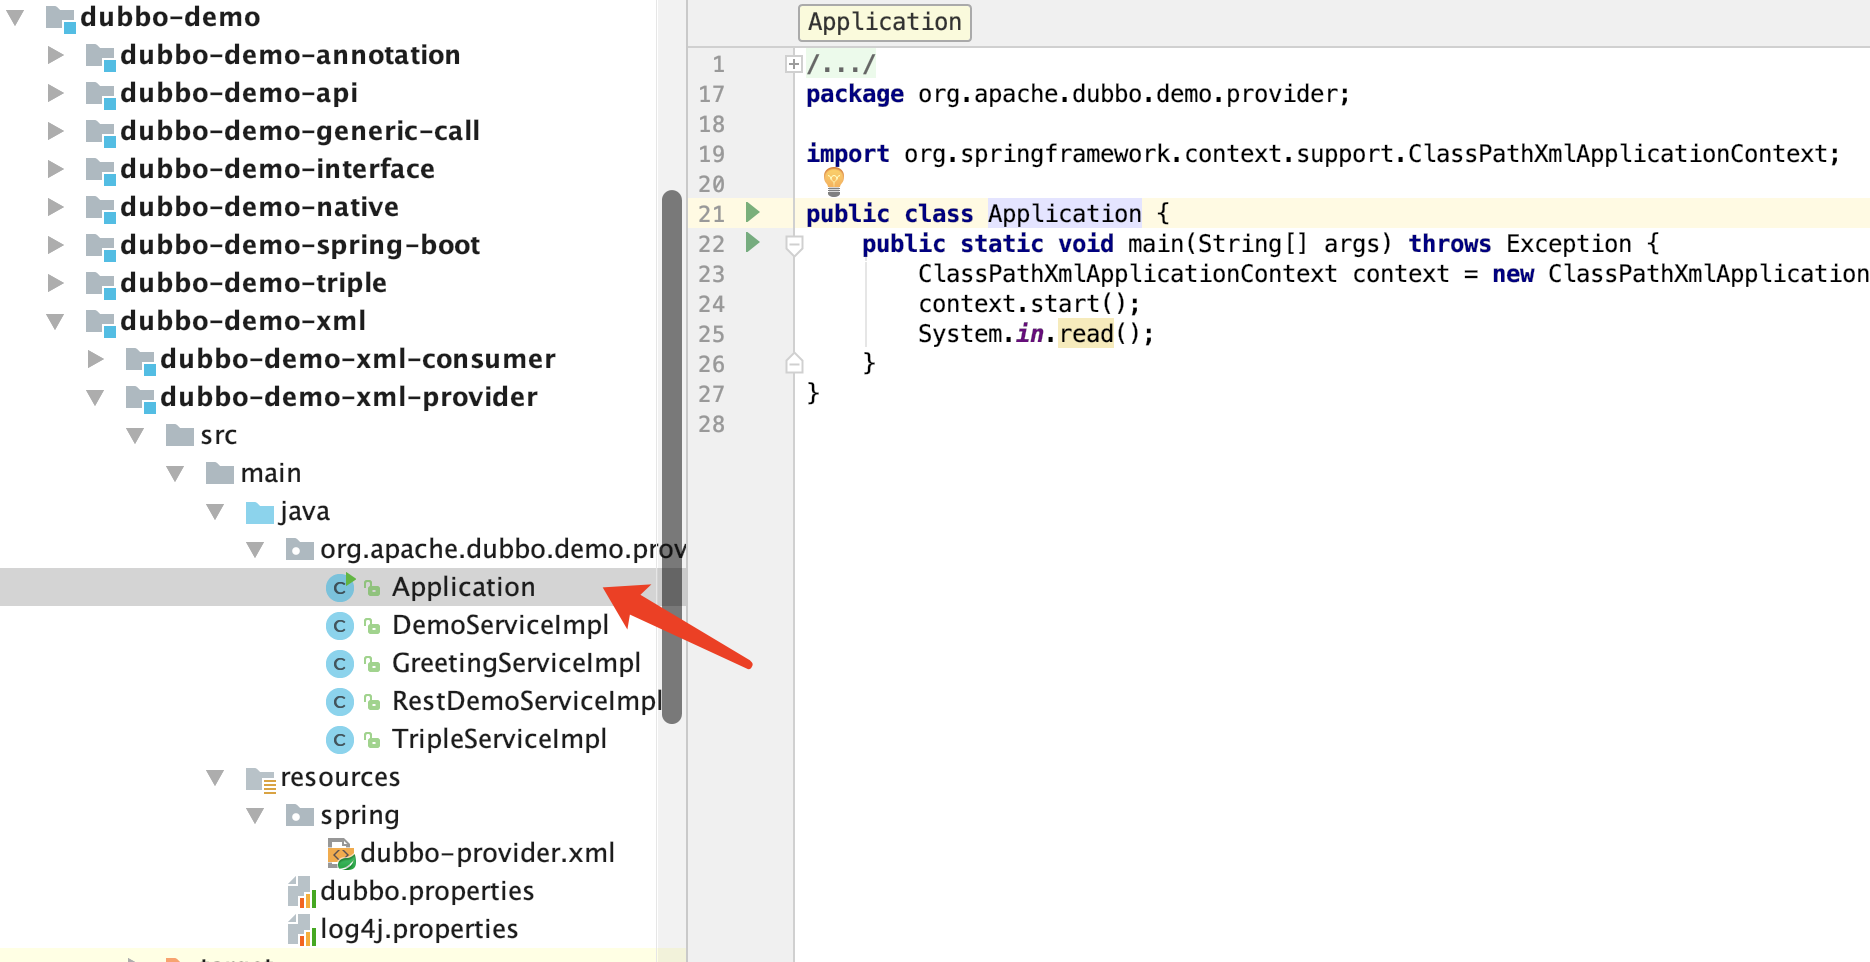 dubbo-demo
dubbo-demo-annotation
dubbo-demo-api
dubbo-demo-generic-call
dubbo-demo-interface
dubbo-demo-native
dubbo-demo-spring-boot
dubbo-demo-triple
dubbo-demo-xml
dubbo-demo-xml-consumer
dubbo-demo-xml-provider
src
main
java
org.apache.dubbo.demo.prov
Application
DemoServiceImpl
GreetingServiceImpl
RestDemoServiceImpl
TripleServiceImpl
resources
spring
dubbo-provider.xml
dubbo.properties
log4j.properties
Application
1 /.../
17 package org.apache.dubbo.demo.provider;
18
19 import org.springframework.context.support.ClassPathXmlApplicationContext;
20
21 public class Application {
22 public static void main(String[] args) throws Exception {
23 ClassPathXmlApplicationContext context = new ClassPathXmlApplication
24 context.start();
25 System.in.read();
26 }
27 }
28